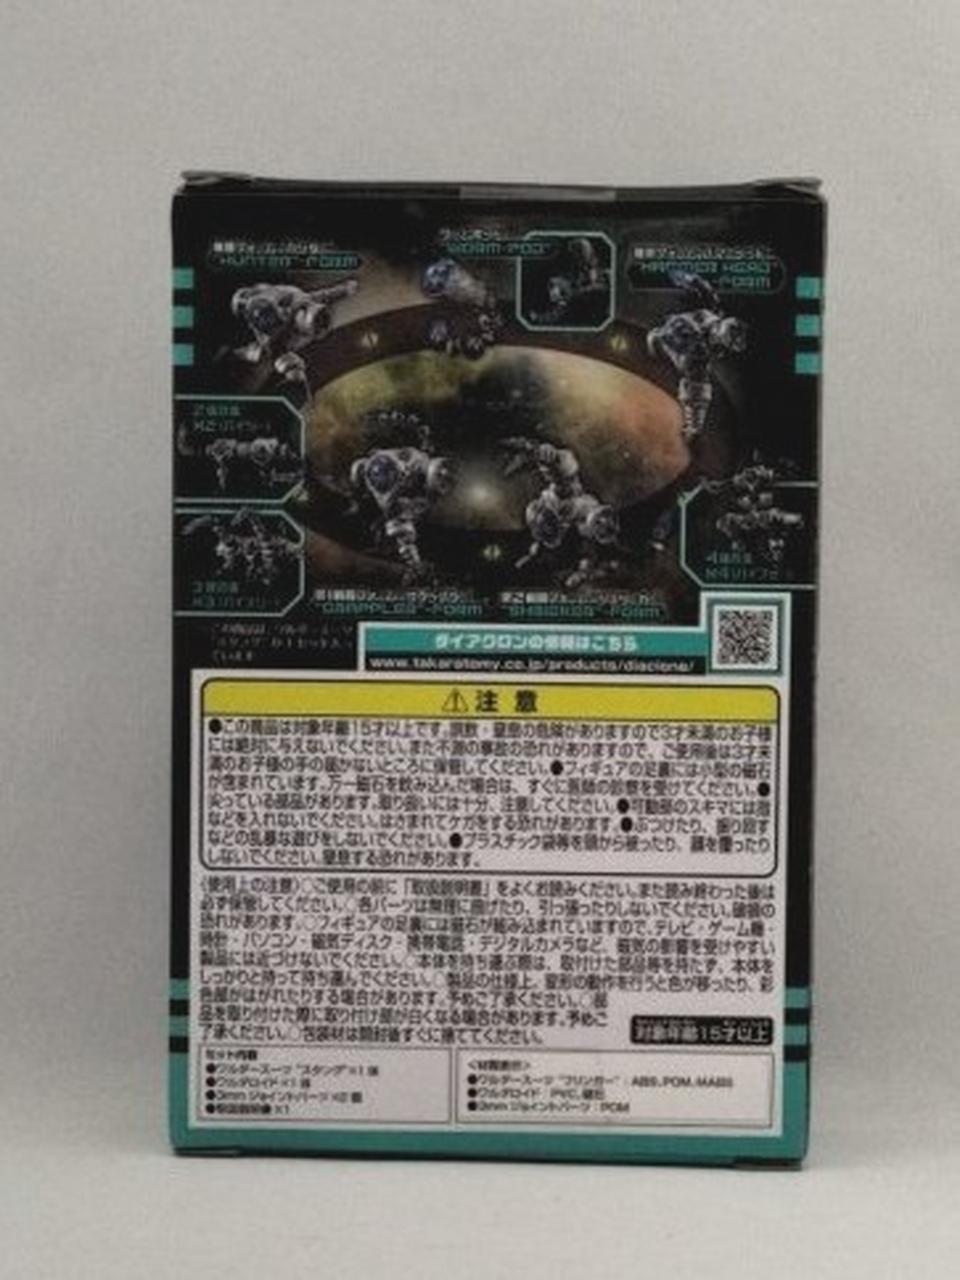 "HUNTER"-FORM
"WORM-POD"
"HAMMER HEAD"
-FORM
"GRAPPLER"-FORM
ダイアクロンの情報はこちら
www.takaratomy.co.jp/products/diaclone/
⚠注 意
●この商品は対象年齢15才以上です。誤飲・窒息の危険がありますので3才未満のお子様
には絶対に与えないでください。また不測の事故の恐れがありますので、ご使用後は3才未
満のお子様の手の届かないところに保管してください。●フィギュアの足裏には小型の磁石
が含まれています。万一磁石を飲み込んだ場合は、すぐに医師の診察を受けてください。●
尖っている部品があります。取り扱いには十分、注意してください。●可動部のスキマには指
などを入れないでください。はさまれてケガをする恐れがあります。●ぶつけたり、振り回す
などの乱暴な遊びをしないでください。●プラスチック袋等を頭から被ったり、顔を覆ったり
しないでください。窒息する恐れがあります。
〈使用上の注意〉○ご使用の前に「取扱説明書」をよくお読みください。また読み終わった後は
必ず保管してください。○各パーツは無理に曲げたり、引っ張ったりしないでください。破損の
恐れがあります。○フィギュアの足裏には磁石が組み込まれていますので、テレビ・ゲーム機・
時計・パソコン・磁気ディスク・携帯電話・デジタルカメラなど、磁気の影響を受けやすい
製品には近づけないでください。○本体を持ち運ぶ際は、取付けた部品等を持たず、本体を
しっかりと持って持ち運んでください。○製品の仕様上、変形の動作を行うと色が移ったり、彩
色部がはがれたりする場合があります。予めご了承ください。○部
品を取り付けた際に取り付け部が白くなる場合があります。予めご
了承ください。○包装材は開封後すぐに捨ててください。
対象年齢15才以上
セット内容
●ワルダースーツ "スタング"×1 体
●ワルダロイド ×1 体
●3mm ジョイントパーツ ×2 個
●取扱説明書 ×1
<材質表示>
●ワルダースーツ "フリンガー"：ABS、POM、MABS
●ワルダロイド：PVC、磁石
●3mm ジョイントパーツ：POM